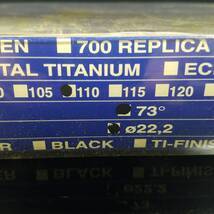 EN ■ 700 REPLICA
TAL TITANIUM ■ EC
0 ■ 105 ■ 110 ■ 115 ■ 120 ■
■ 73°
■ ø22,2
R ■ BLACK ■ TI-FINIS